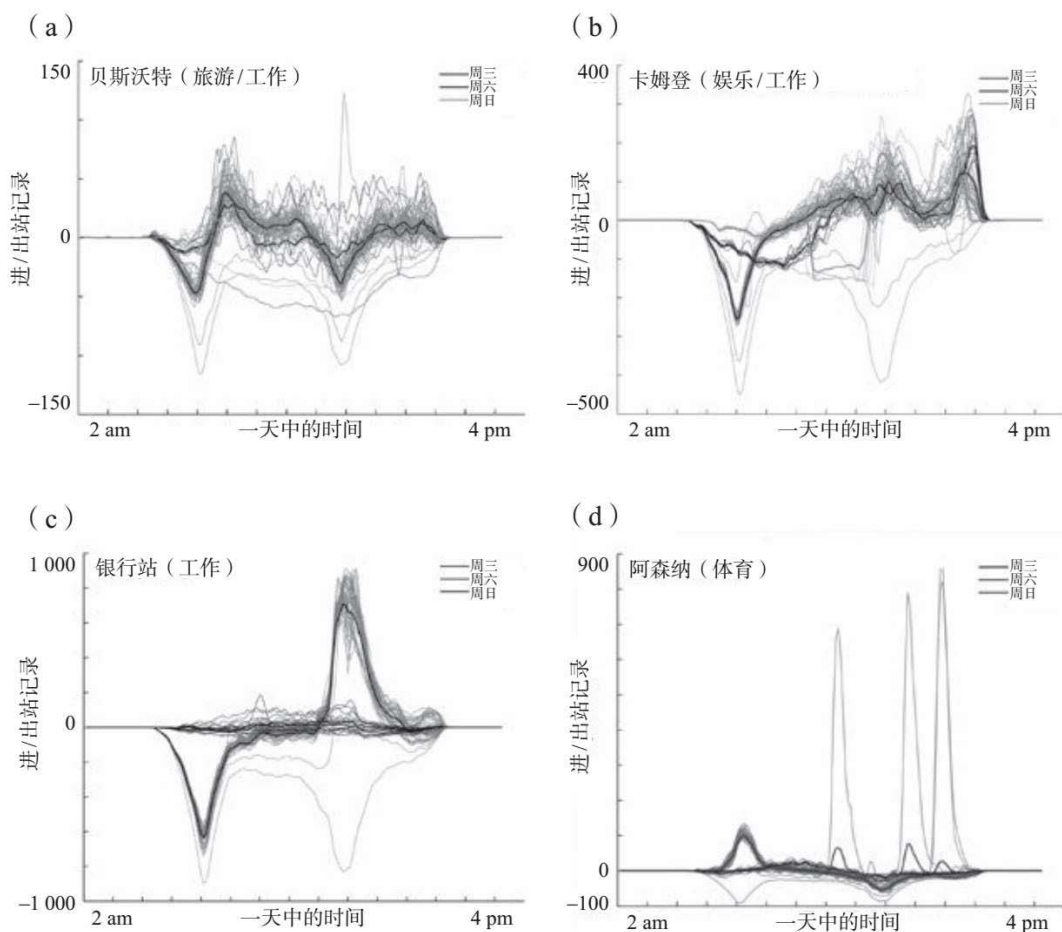 （a）
150
贝斯沃特（旅游/工作）
周三
周六
周日
进/出站记录
0
–150
2 am
一天中的时间
4 pm
（b）
400
卡姆登（娱乐/工作）
周三
周六
周日
进/出站记录
0
–500
2 am
一天中的时间
4 pm
（c）
1 000
银行站（工作）
周三
周六
周日
进/出站记录
0
–1 000
2 am
一天中的时间
4 pm
（d）
900
阿森纳（体育）
周三
周六
周日
进/出站记录
0
–100
2 am
一天中的时间
4 pm